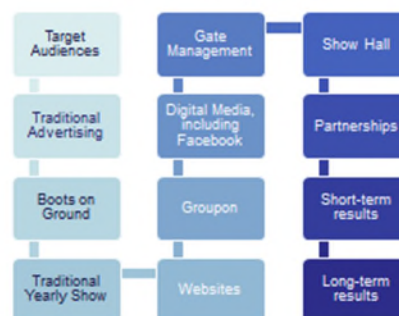 Target
Audiences
Traditional
Advertising
Boots on
Ground
Traditional
Yearly Show
Websites
Groupon
Digital Media,
including
Facebook
Gate
Management
Show Hall
Partnerships
Short-term
results
Long-term
results